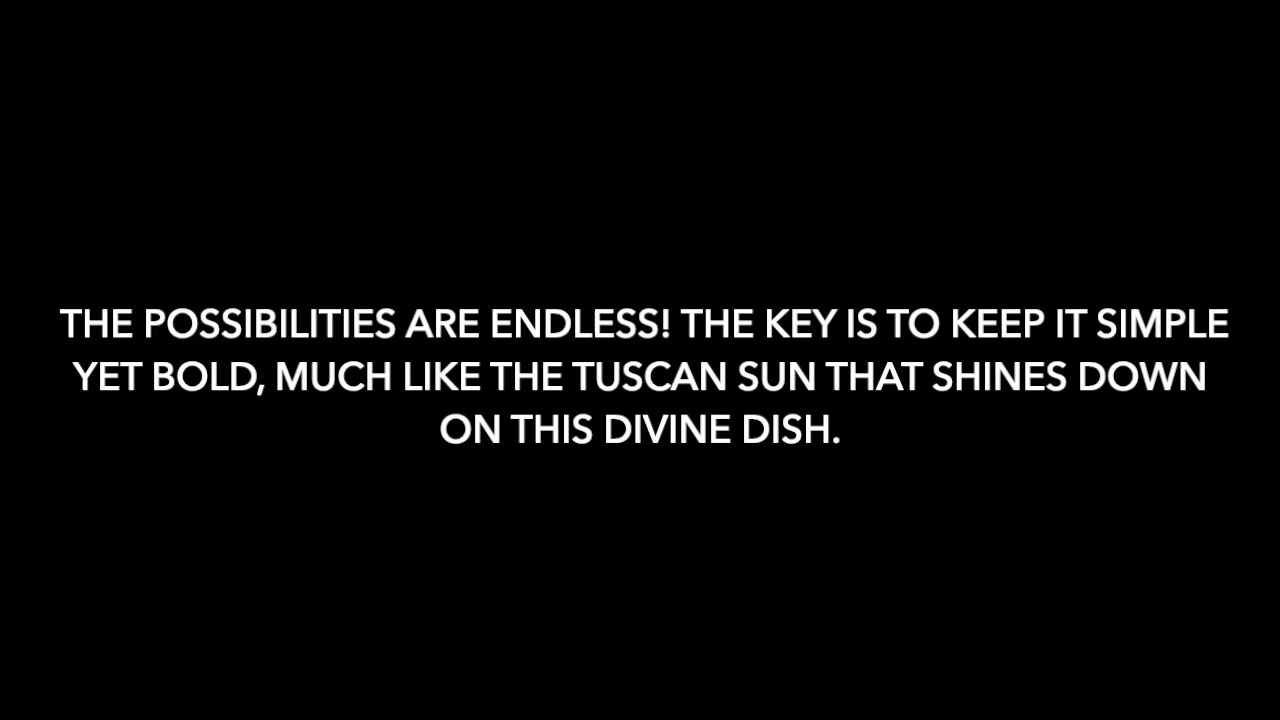 THE POSSIBILITIES ARE ENDLESS! THE KEY IS TO KEEP IT SIMPLE
YET BOLD, MUCH LIKE THE TUSCAN SUN THAT SHINES DOWN
ON THIS DIVINE DISH.